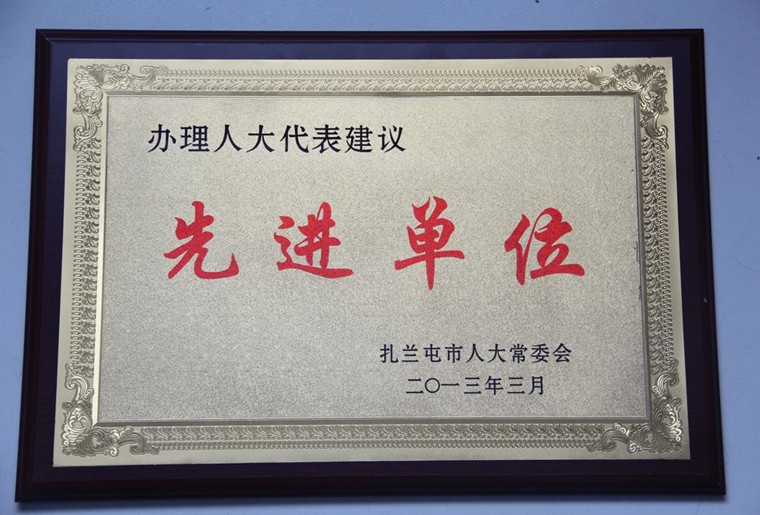 办理人大代表建议
先进单位
扎兰屯市人大常委会
二〇一三年三月